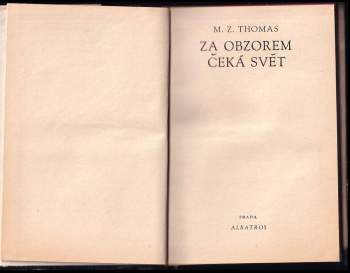 M. Z. THOMAS
ZA OBZOREM
ČEKÁ SVĚT
PRAHA
ALBATROS